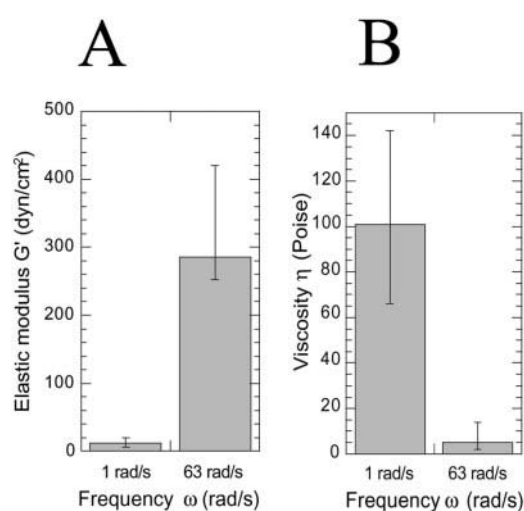 A
B
Elastic modulus G' (dyn/cm²)
500
400
300
200
100
0
1 rad/s
63 rad/s
Frequency ω (rad/s)
Viscosity η (Poise)
140
120
100
80
60
40
20
0
1 rad/s
63 rad/s
Frequency ω (rad/s)